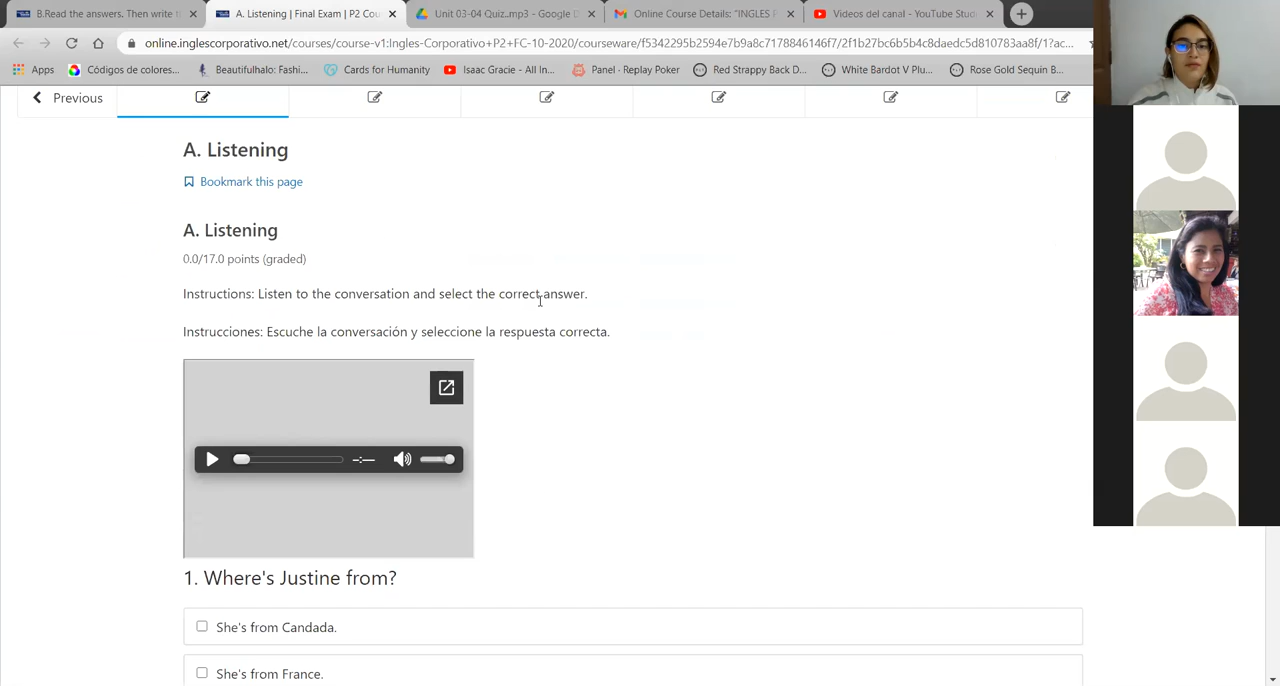 B.Read the answers. Then write t
A. Listening | Final Exam | P2 Cou
Unit 03-04 Quiz..mp3 - Google D
Online Course Details: "INGLES P
Videos del canal - YouTube Stud
online.inglescorporativo.net/courses/course-v1:Ingles-Corporativo+P2+FC-10-2020/courseware/f5342295b2594e7b9a8c7178846146f7/2f1b27bc6b5b4c8daedc5d810783aa8f/1?ac...
Apps
Códigos de colores...
Beautifulhalo: Fashi...
Cards for Humanity
Isaac Gracie - All In...
Panel · Replay Poker
Red Strappy Back D...
White Bardot V Plu...
Rose Gold Sequin B...
Previous
A. Listening
Bookmark this page
A. Listening
0.0/17.0 points (graded)
Instructions: Listen to the conversation and select the correct answer.
Instrucciones: Escuche la conversación y seleccione la respuesta correcta.
-:--
1. Where's Justine from?
She's from Candada.
She's from France.